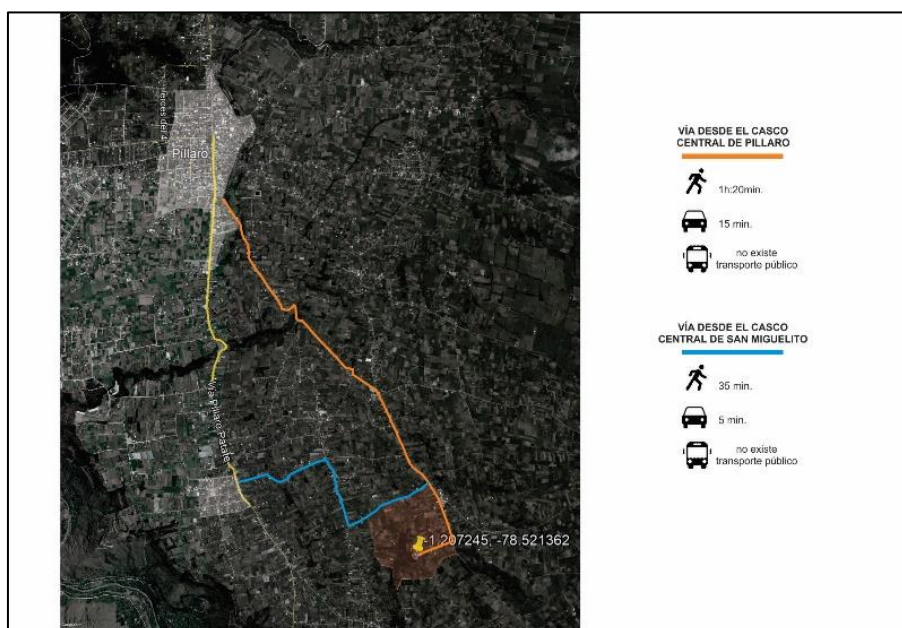 Pillaro
Vía Pillaro Patate
-1.207245, -78.521362
VÍA DESDE EL CASCO
CENTRAL DE PILLARO
1h:20min.
15 min.
no existe
transporte público
VÍA DESDE EL CASCO
CENTRAL DE SAN MIGUELITO
35 min.
5 min.
no existe
transporte público